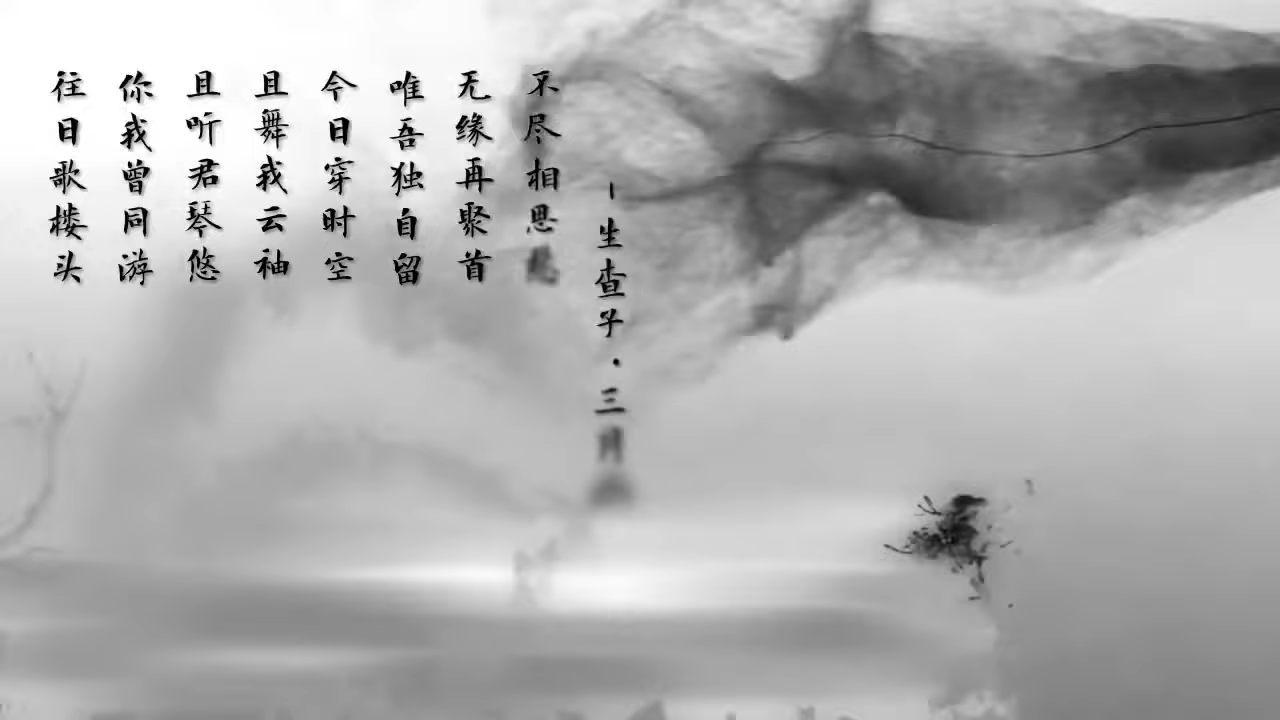 往日歌楼头
你我曾同游
且听君琴悠
且舞我云袖
今日穿时空
唯吾独自留
无缘再聚首
不尽相思
–生查子·三月